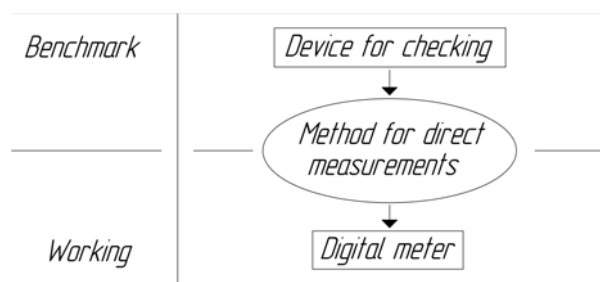 Benchmark
Device for checking
Method for direct
measurements
Working
Digital meter